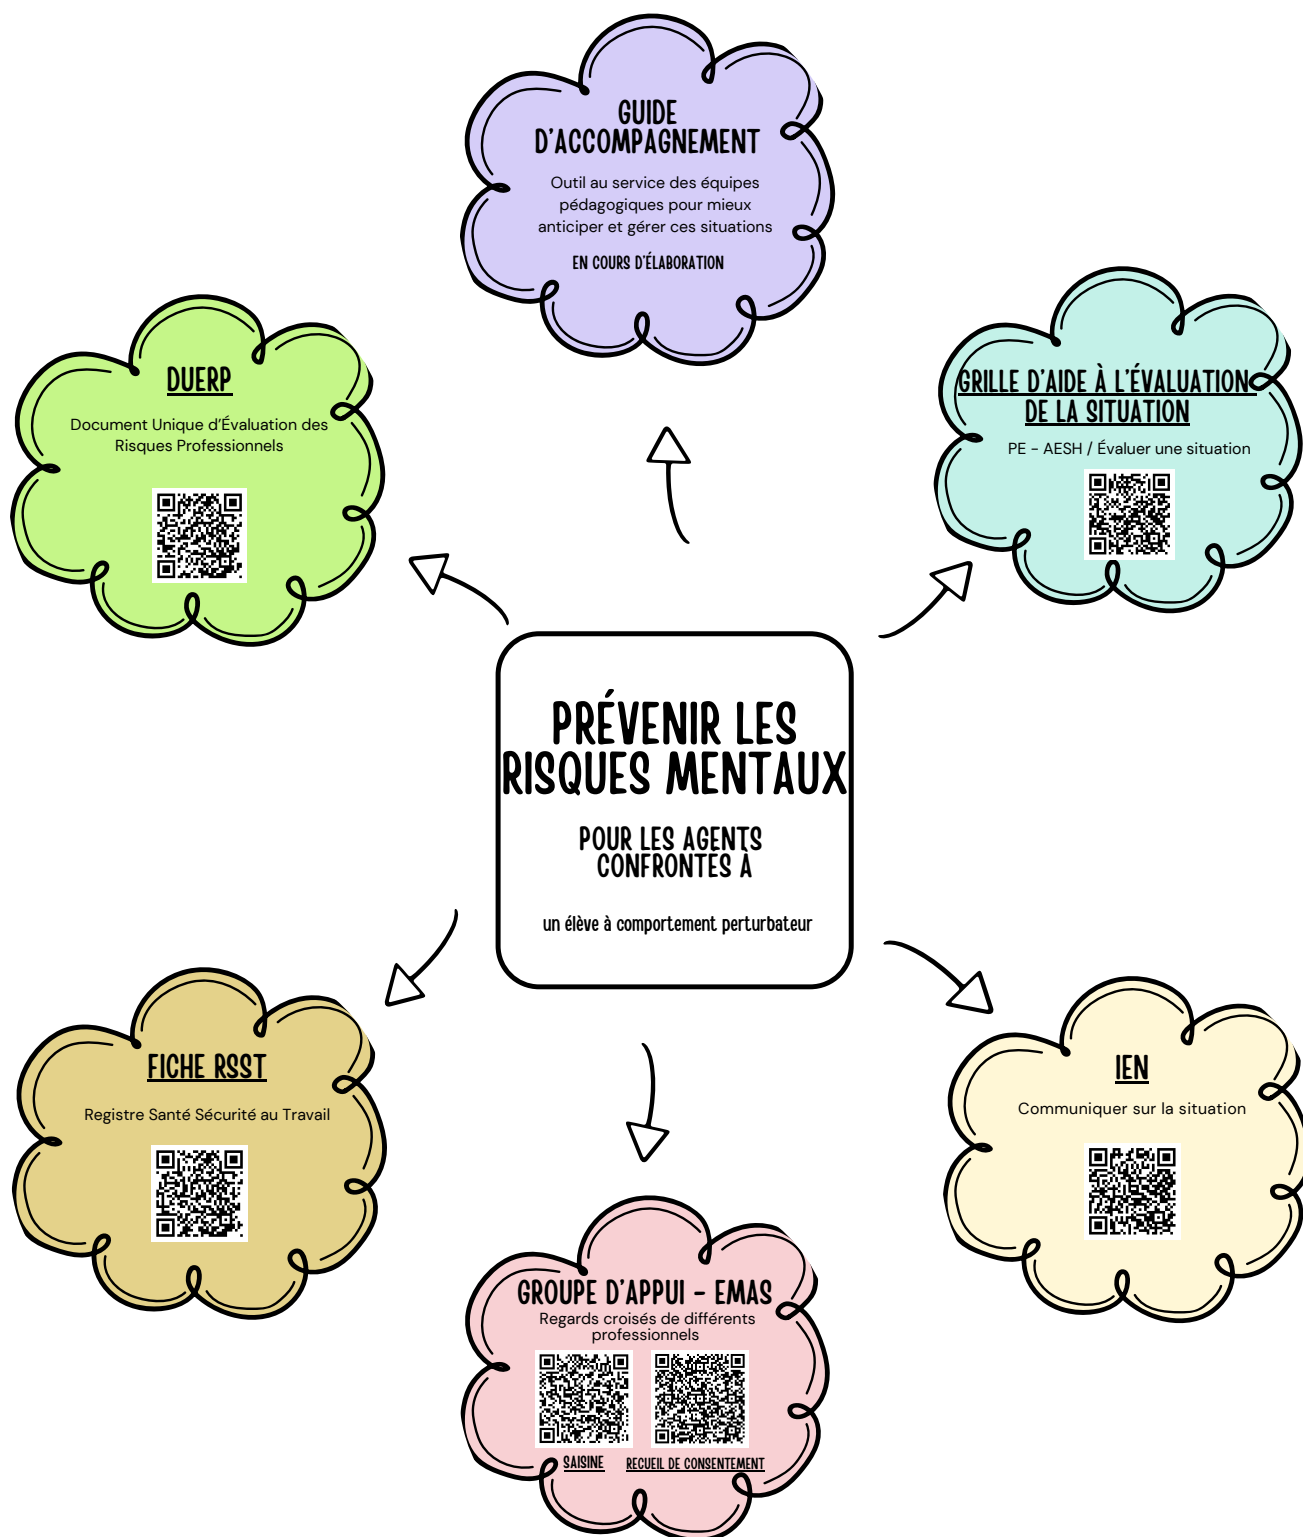 GUIDE
D'ACCOMPAGNEMENT
Outil au service des équipes
pédagogiques pour mieux
anticiper et gérer ces situations
EN COURS D'ÉLABORATION
DUERP
Document Unique d'Évaluation des
Risques Professionnels
GRILLE D'AIDE À L'ÉVALUATION
DE LA SITUATION
PE - AESH / Évaluer une situation
PRÉVENIR LES
RISQUES MENTAUX
POUR LES AGENTS
CONFRONTÉS À
un élève à comportement perturbateur
FICHE RSST
Registre Santé Sécurité au Travail
IEN
Communiquer sur la situation
GROUPE D'APPUI - EMAS
Regards croisés de différents
professionnels
SAISINE
RECUEIL DE CONSENTEMENT